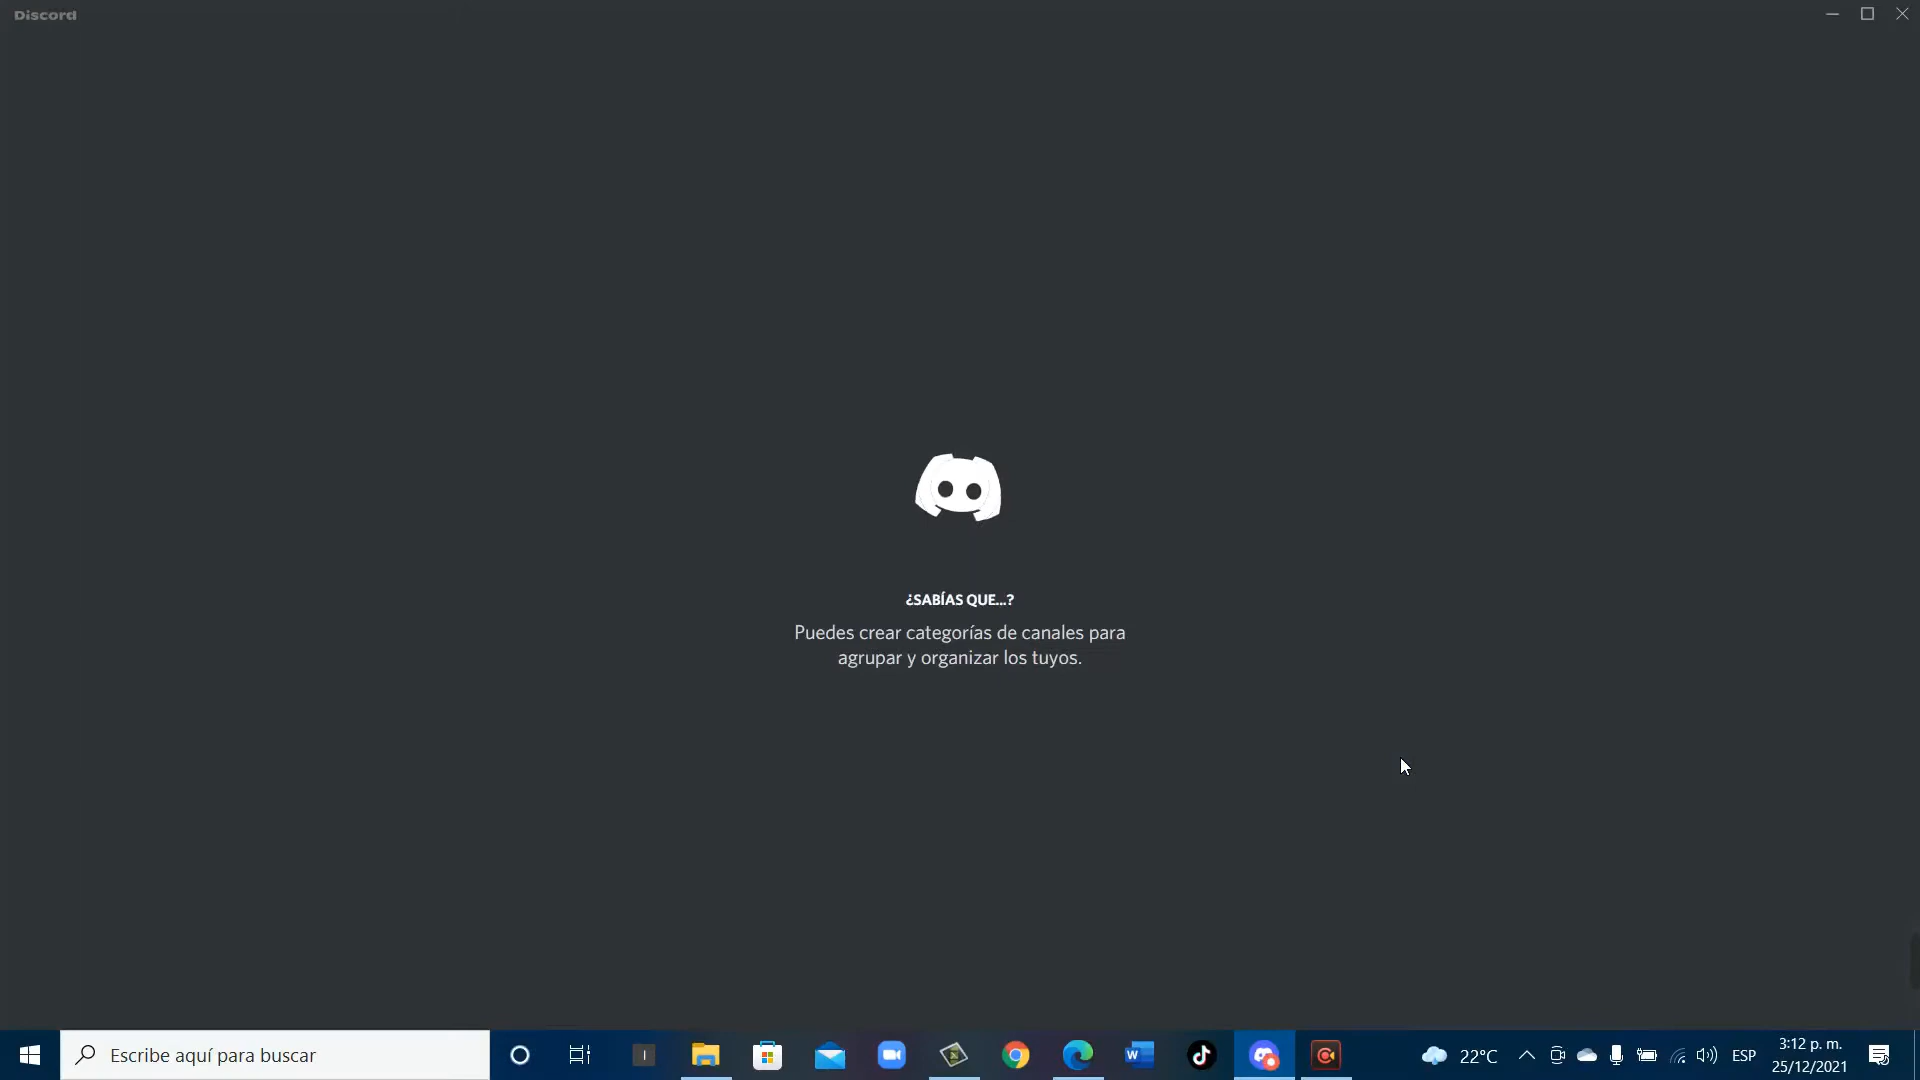 Discord
¿SABÍAS QUE...?
Puedes crear categorías de canales para
agrupar y organizar los tuyos.
Escribe aquí para buscar
22°C
ESP
3:12 p. m.
25/12/2021